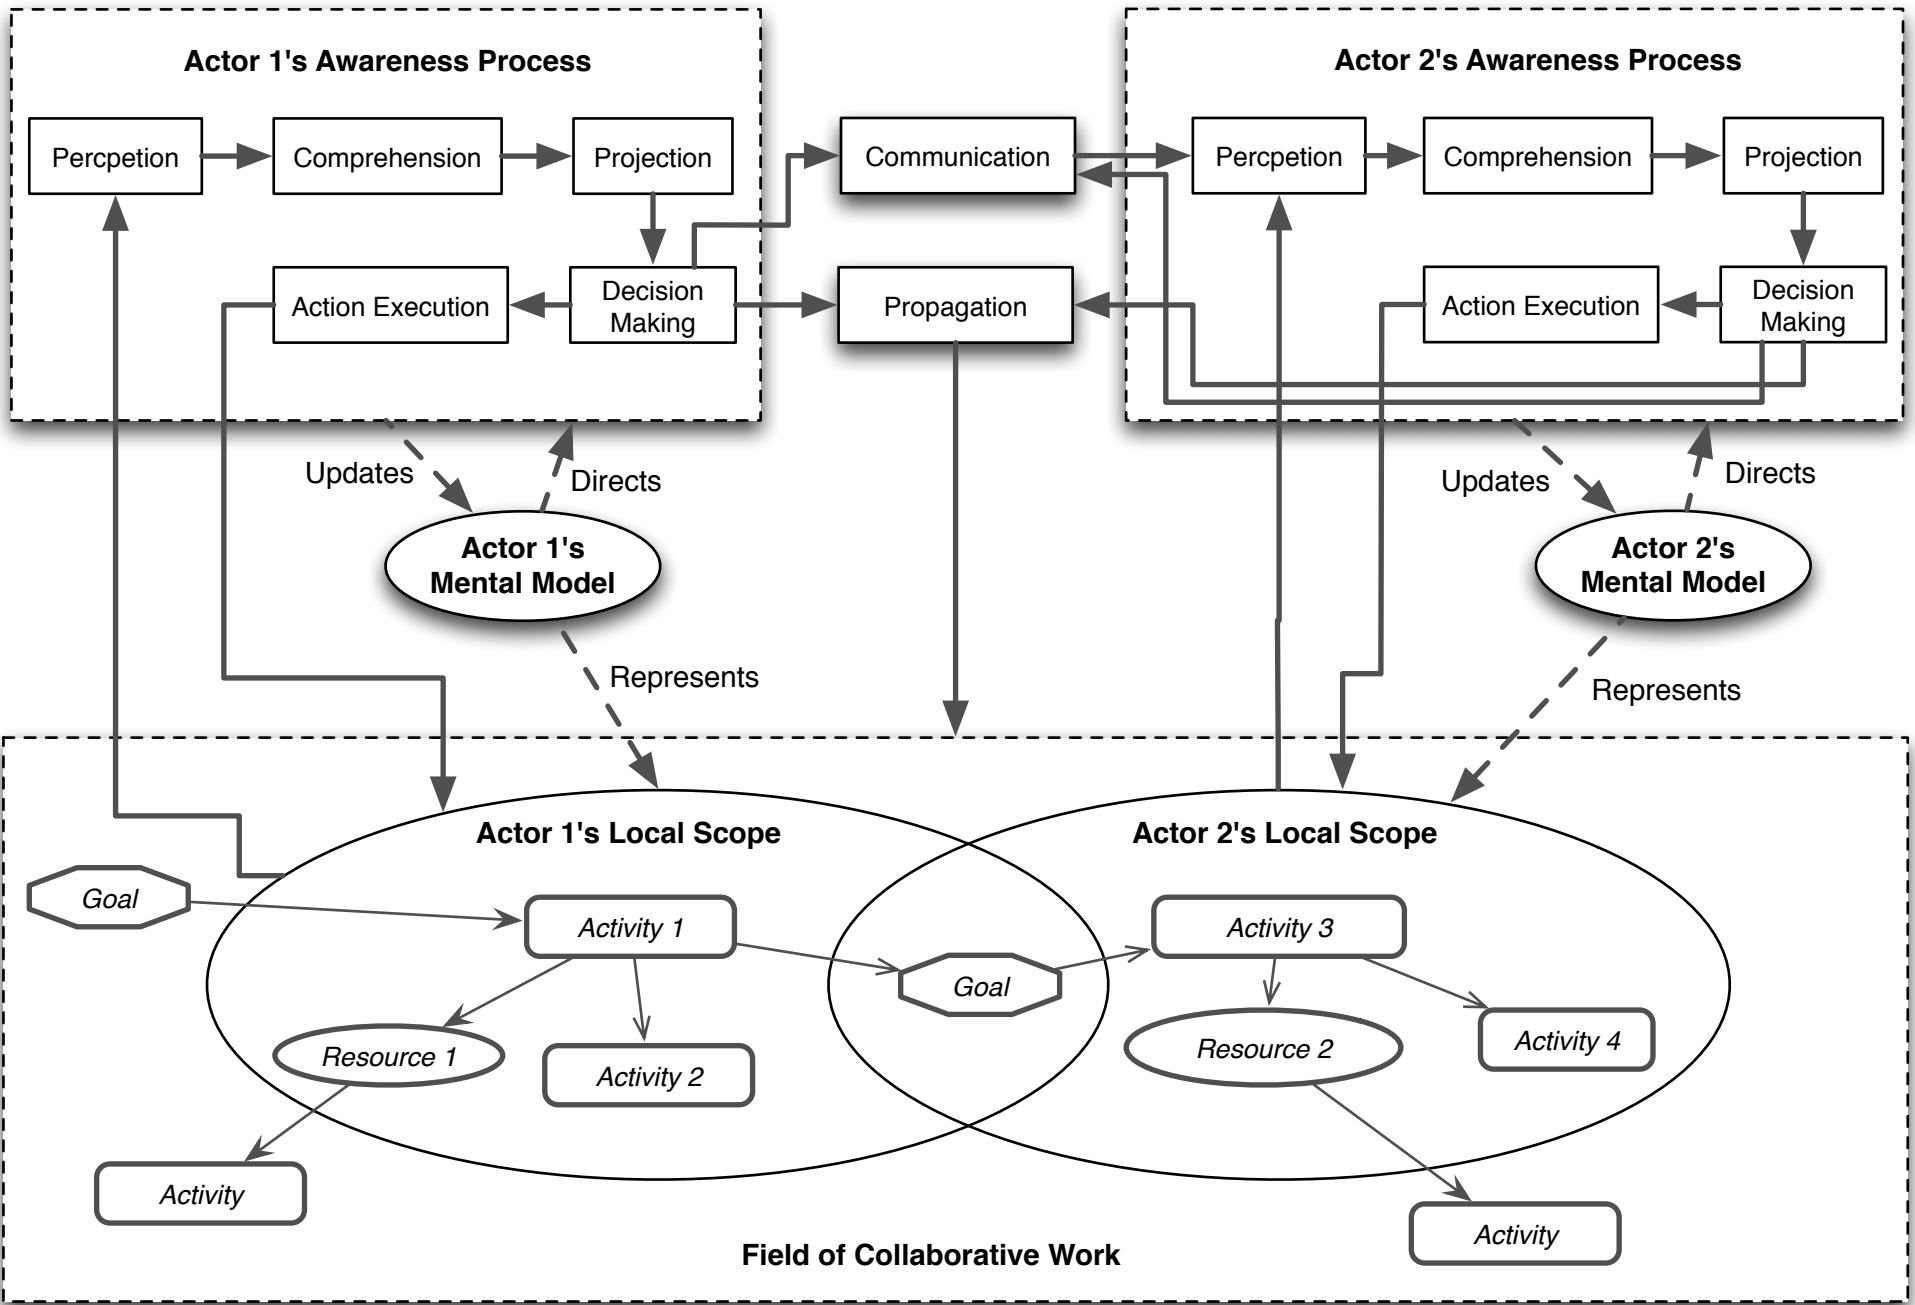 Actor 1's Awareness Process
Actor 2's Awareness Process
Percpetion
Comprehension
Projection
Communication
Percpetion
Comprehension
Projection
Action Execution
Decision
Making
Propagation
Action Execution
Decision
Making
Updates
Directs
Updates
Directs
Actor 1's
Mental Model
Actor 2's
Mental Model
Represents
Represents
Actor 1's Local Scope
Actor 2's Local Scope
Goal
Activity 1
Activity 3
Goal
Resource 1
Activity 2
Resource 2
Activity 4
Activity
Activity
Field of Collaborative Work